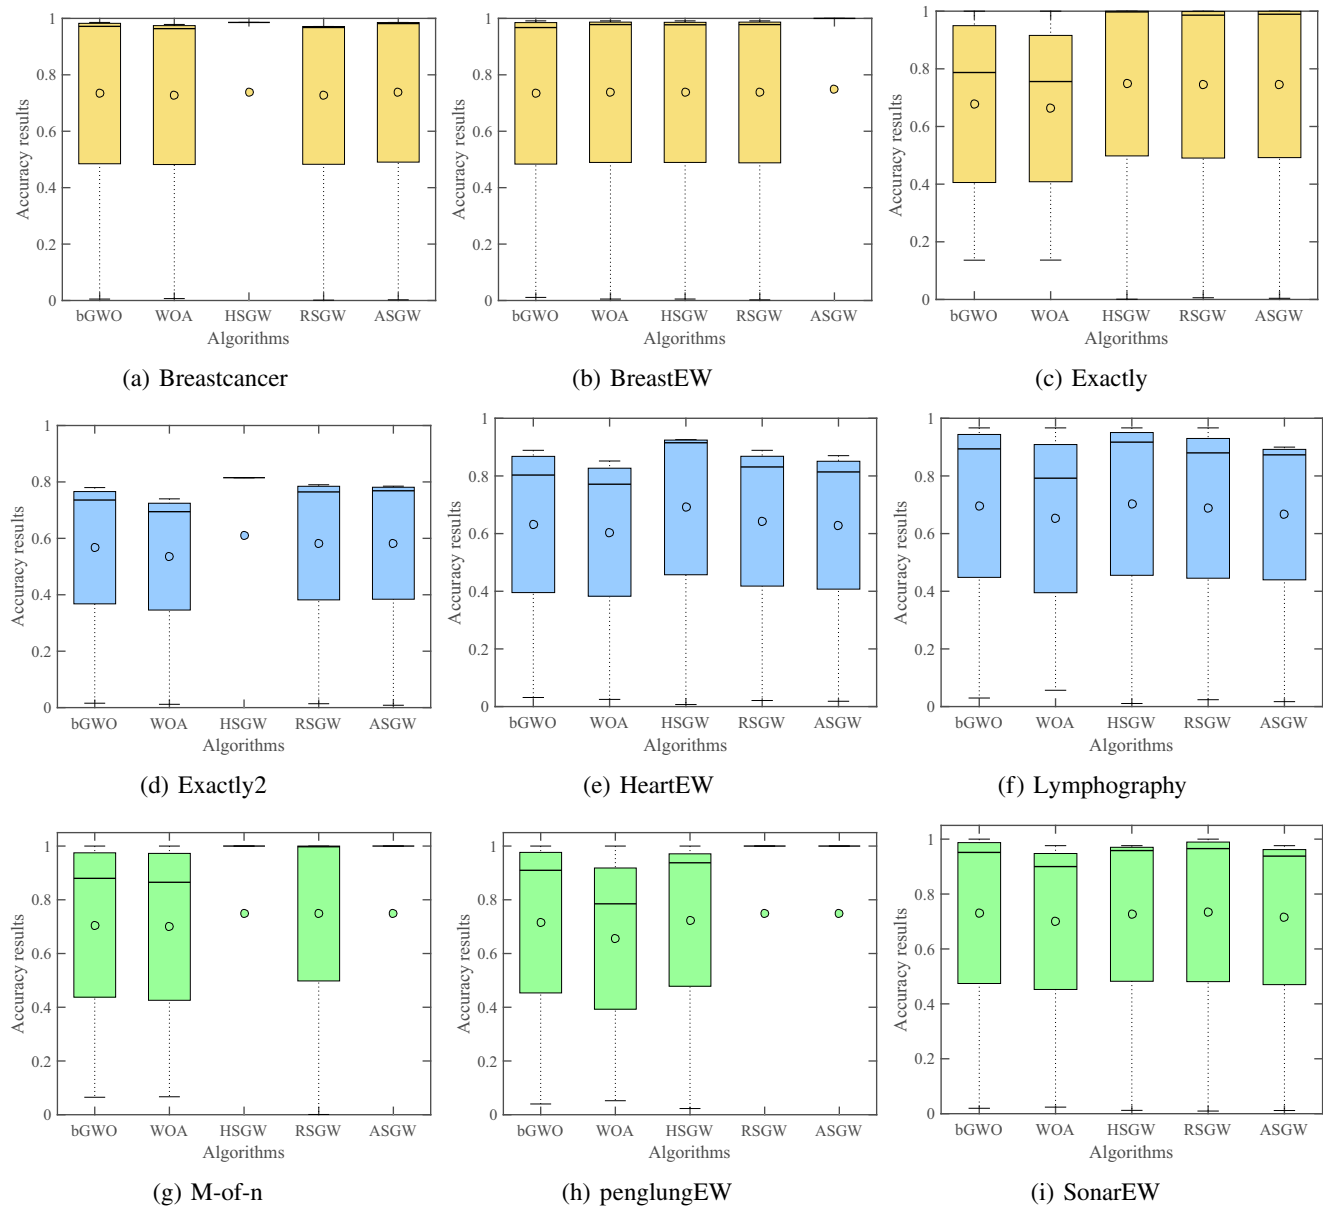 1
0.8
0.6
0.4
0.2
0
Accuracy results
bGWO WOA HSGW RSGW ASGW
Algorithms
(a) Breastcancer
1
0.8
0.6
0.4
0.2
0
Accuracy results
bGWO WOA HSGW RSGW ASGW
Algorithms
(b) BreastEW
1
0.8
0.6
0.4
0.2
0
Accuracy results
bGWO WOA HSGW RSGW ASGW
Algorithms
(c) Exactly
1
0.8
0.6
0.4
0.2
0
Accuracy results
bGWO WOA HSGW RSGW ASGW
Algorithms
(d) Exactly2
1
0.8
0.6
0.4
0.2
0
Accuracy results
bGWO WOA HSGW RSGW ASGW
Algorithms
(e) HeartEW
1
0.8
0.6
0.4
0.2
0
Accuracy results
bGWO WOA HSGW RSGW ASGW
Algorithms
(f) Lymphography
1
0.8
0.6
0.4
0.2
0
Accuracy results
bGWO WOA HSGW RSGW ASGW
Algorithms
(g) M-of-n
1
0.8
0.6
0.4
0.2
0
Accuracy results
bGWO WOA HSGW RSGW ASGW
Algorithms
(h) penglungEW
1
0.8
0.6
0.4
0.2
0
Accuracy results
bGWO WOA HSGW RSGW ASGW
Algorithms
(i) SonarEW